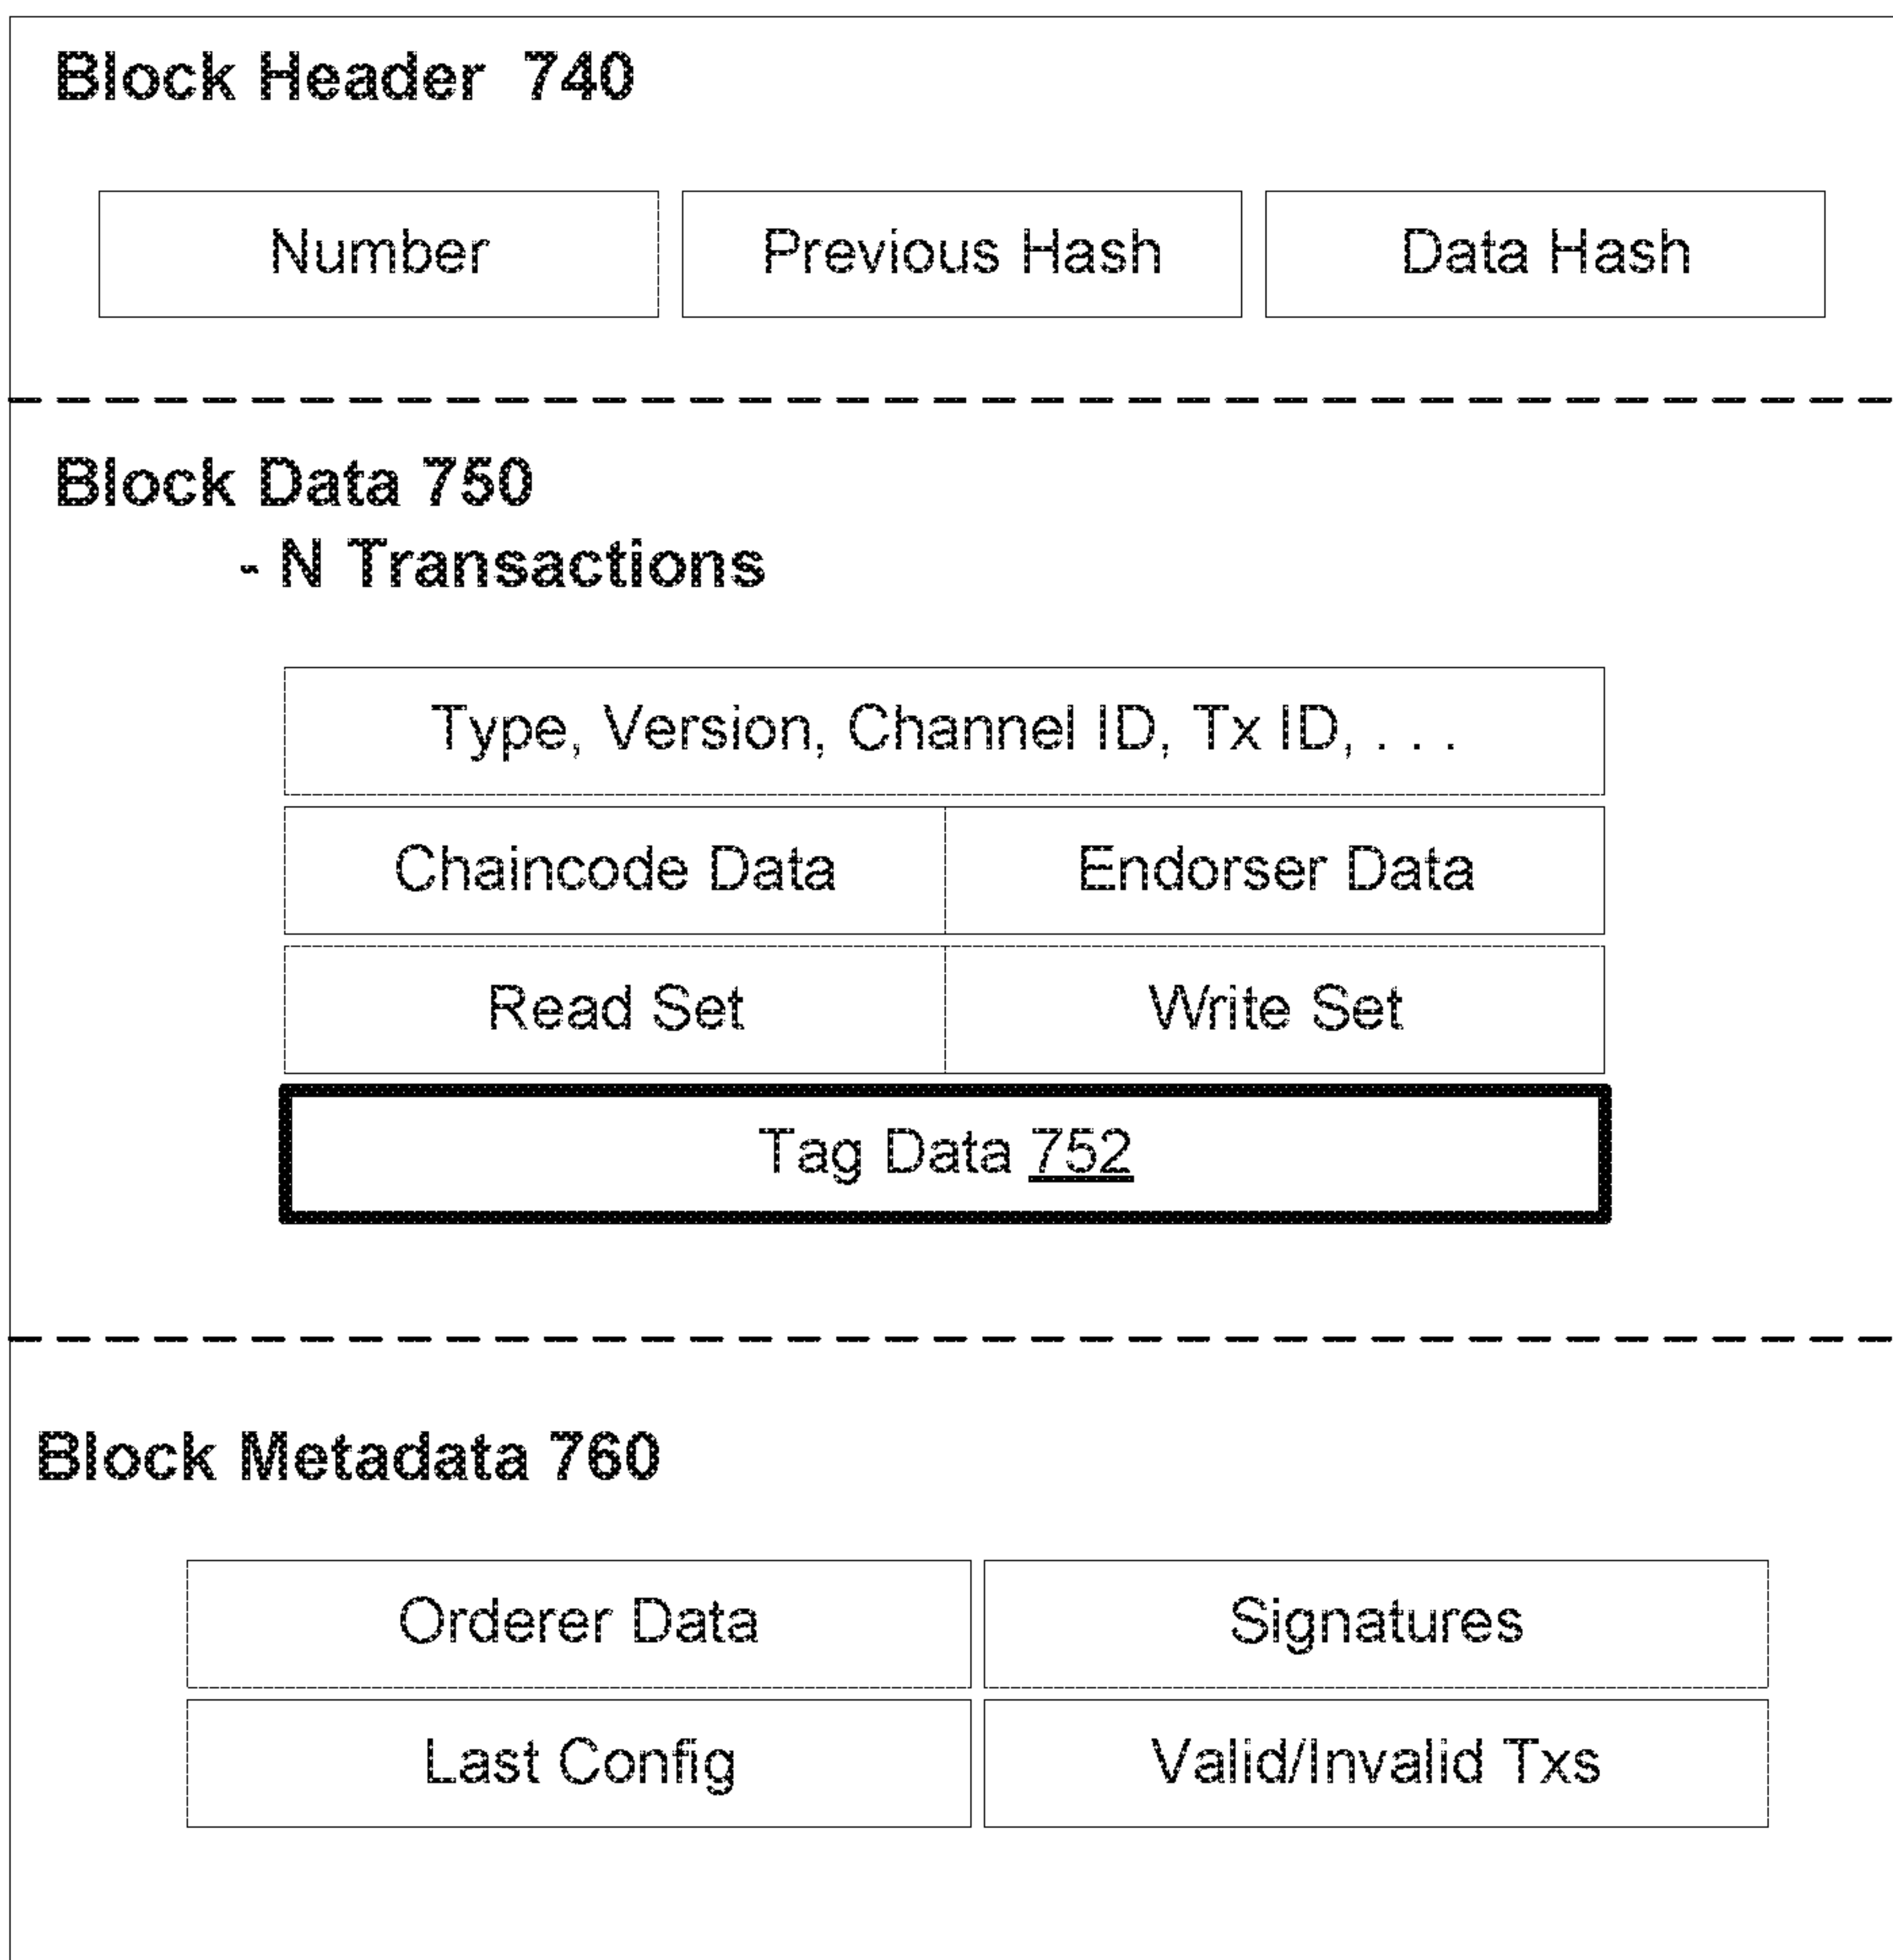 Block Header 740
Number Previous Hash Data Hash
Block Data 750
- N Transactions
Type, Version, Channel ID, Tx ID, . . .
Chaincode Data Endorser Data
Read Set Write Set
Tag Data 752
Block Metadata 760
Orderer Data Signatures
Last Config Valid/Invalid Txs